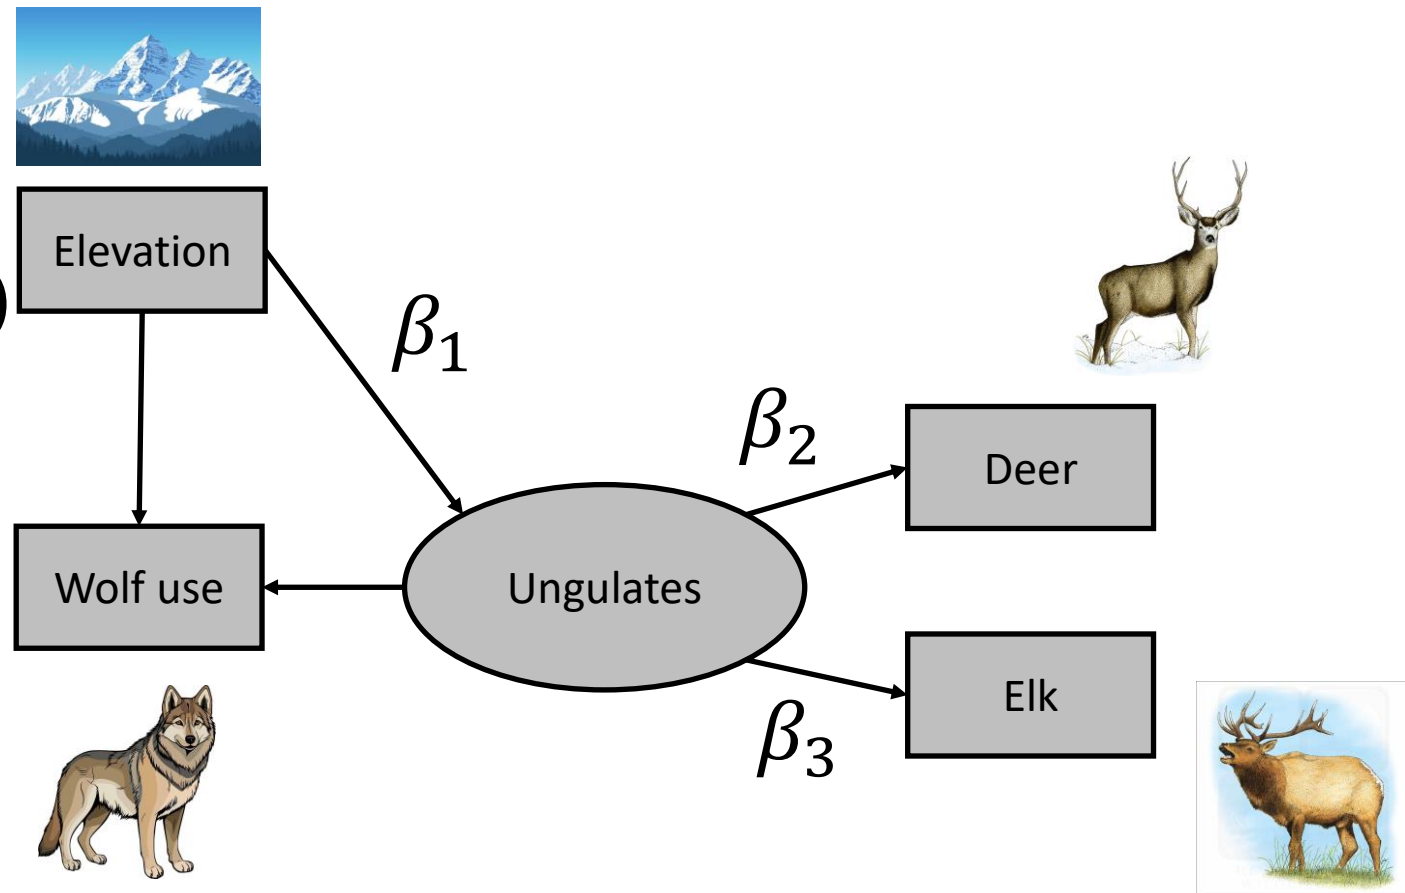 Elevation
β₁
β₂
Deer
Wolf use
Ungulates
Elk
β₃